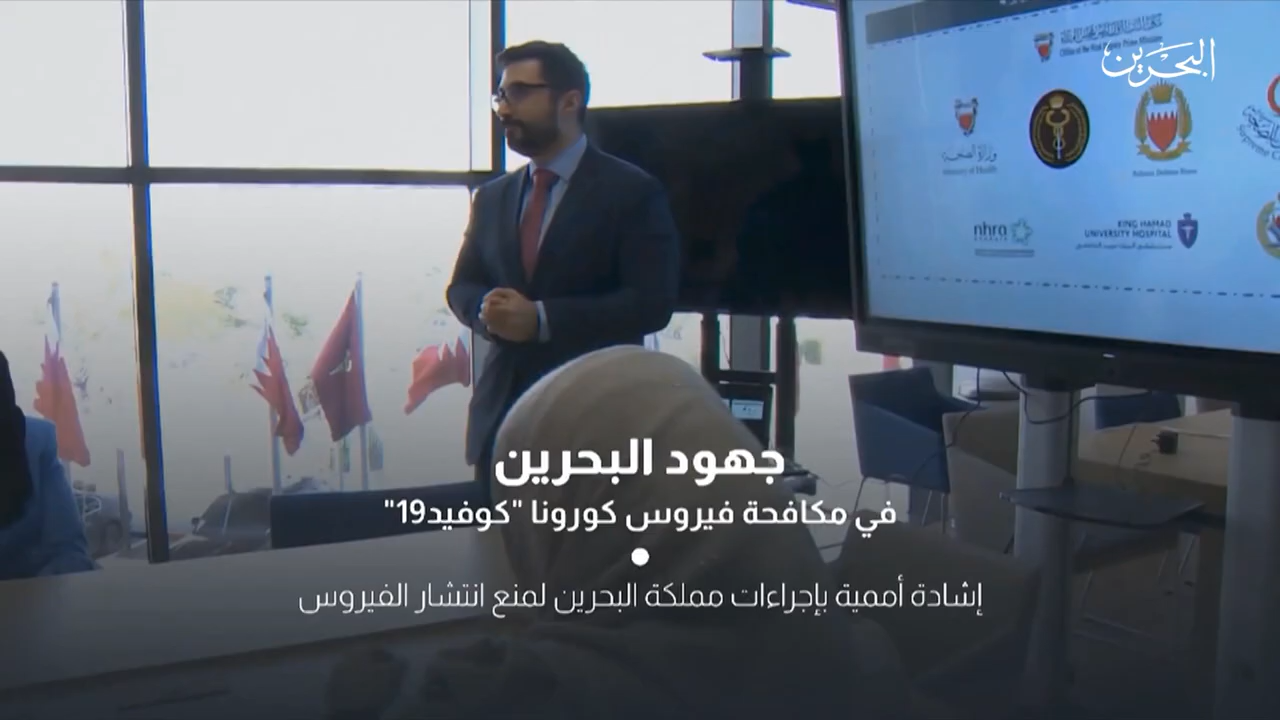 البحرين
وزارة الصحة
Ministry of Health
nhra
KING HAMAD
UNIVERSITY HOSPITAL
جهود البحرين
في مكافحة فيروس كورونا "كوفيد19"
إشادة أممية بإجراءات مملكة البحرين لمنع انتشار الفيروس